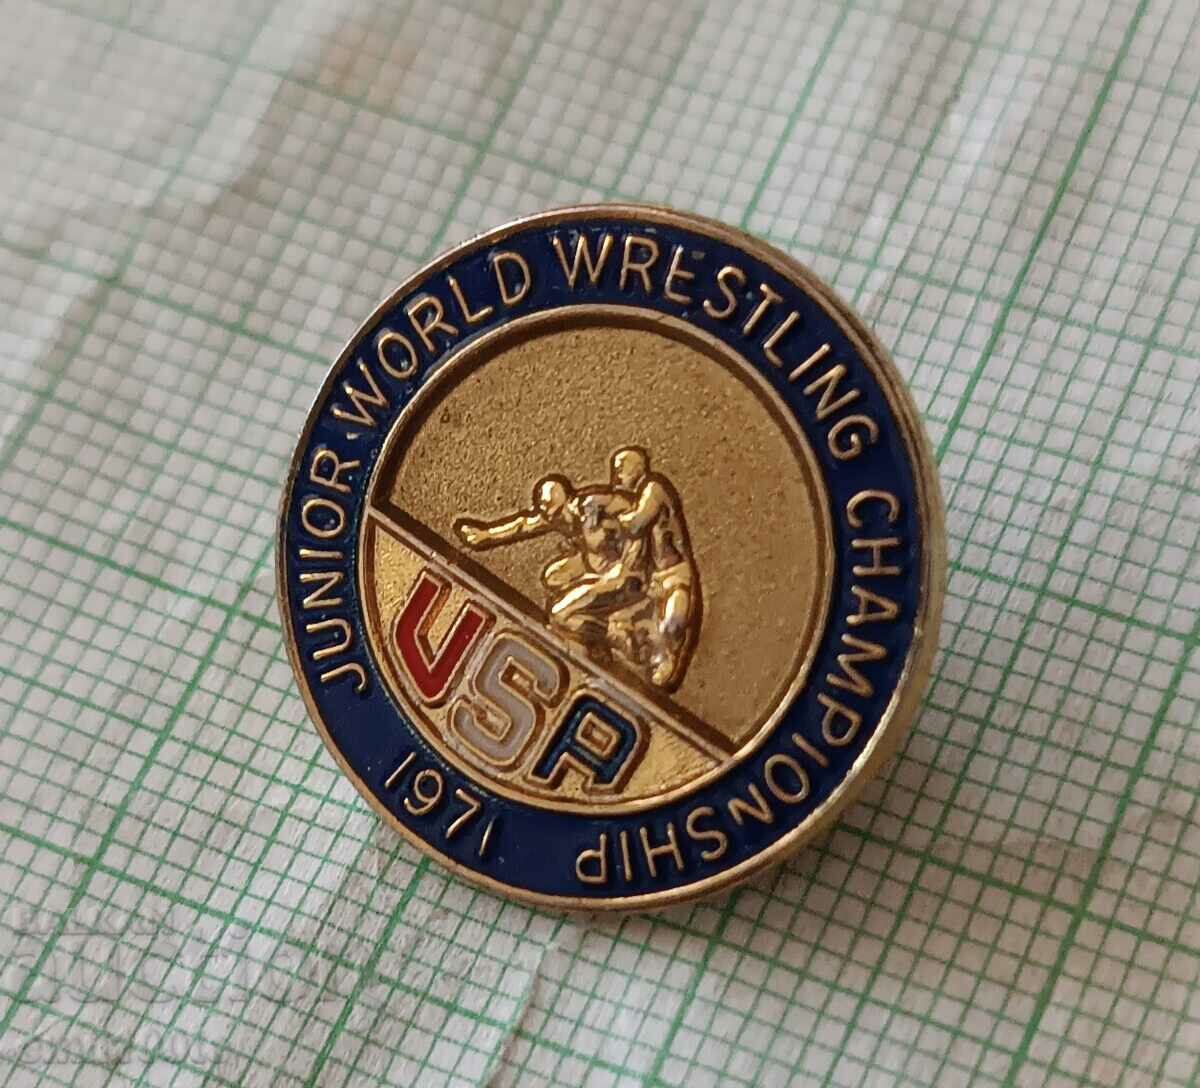 JUNIOR WORLD WRESTLING CHAMPIONSHIP
1971
USA